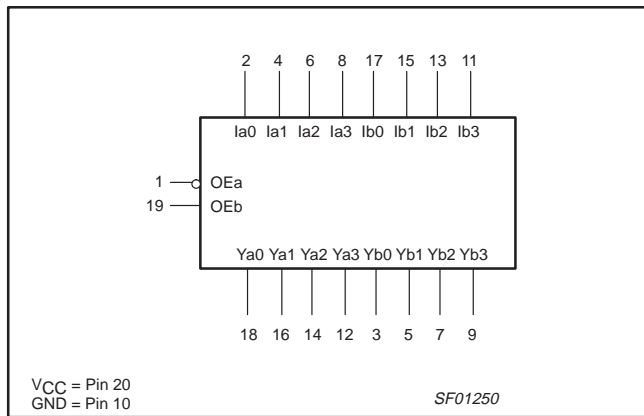 2 4 6 8 17 15 13 11
Ia0 Ia1 Ia2 Ia3 Ib0 Ib1 Ib2 Ib3
1 OEa
19 OEb
Ya0 Ya1 Ya2 Ya3 Yb0 Yb1 Yb2 Yb3
18 16 14 12 3 5 7 9
VCC = Pin 20
GND = Pin 10
SF01250